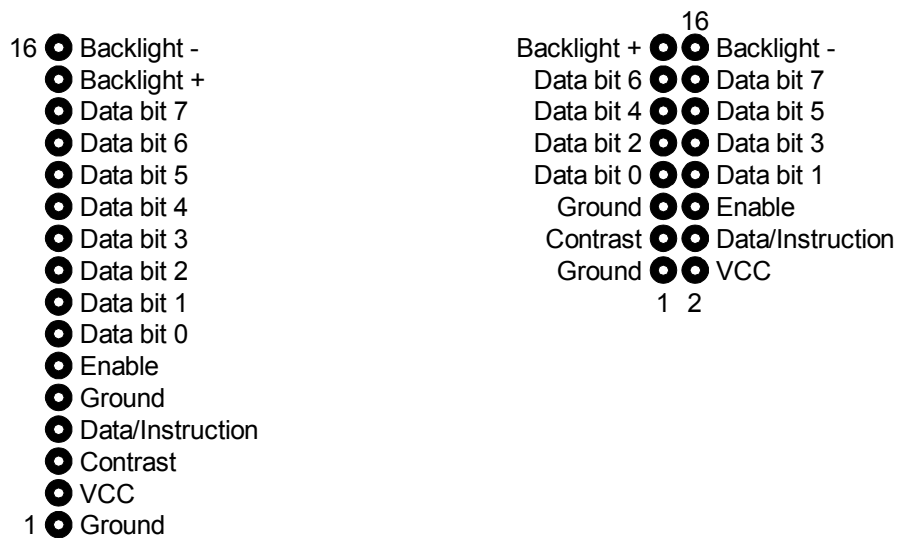 16 Backlight -
Backlight +
Data bit 7
Data bit 6
Data bit 5
Data bit 4
Data bit 3
Data bit 2
Data bit 1
Data bit 0
Enable
Ground
Data/Instruction
Contrast
VCC
1 Ground
16
Backlight + Backlight -
Data bit 6 Data bit 7
Data bit 4 Data bit 5
Data bit 2 Data bit 3
Data bit 0 Data bit 1
Ground Enable
Contrast Data/Instruction
Ground VCC
1 2